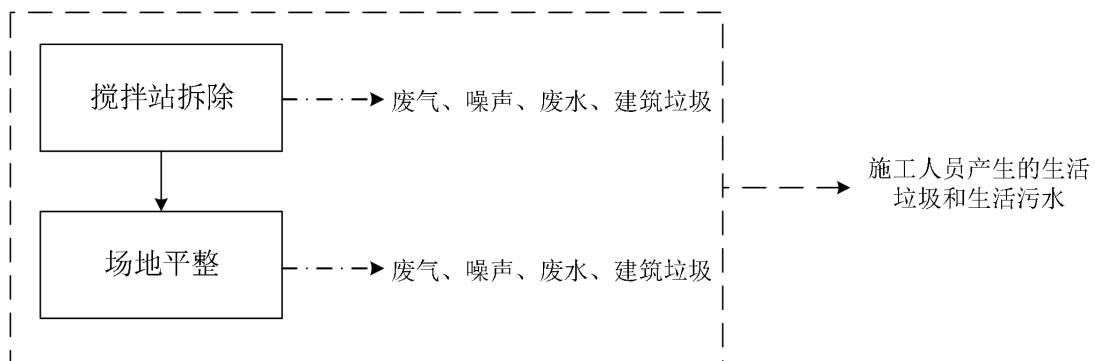 搅拌站拆除
废气、噪声、废水、建筑垃圾
施工人员产生的生活
垃圾和生活污水
场地平整
废气、噪声、废水、建筑垃圾